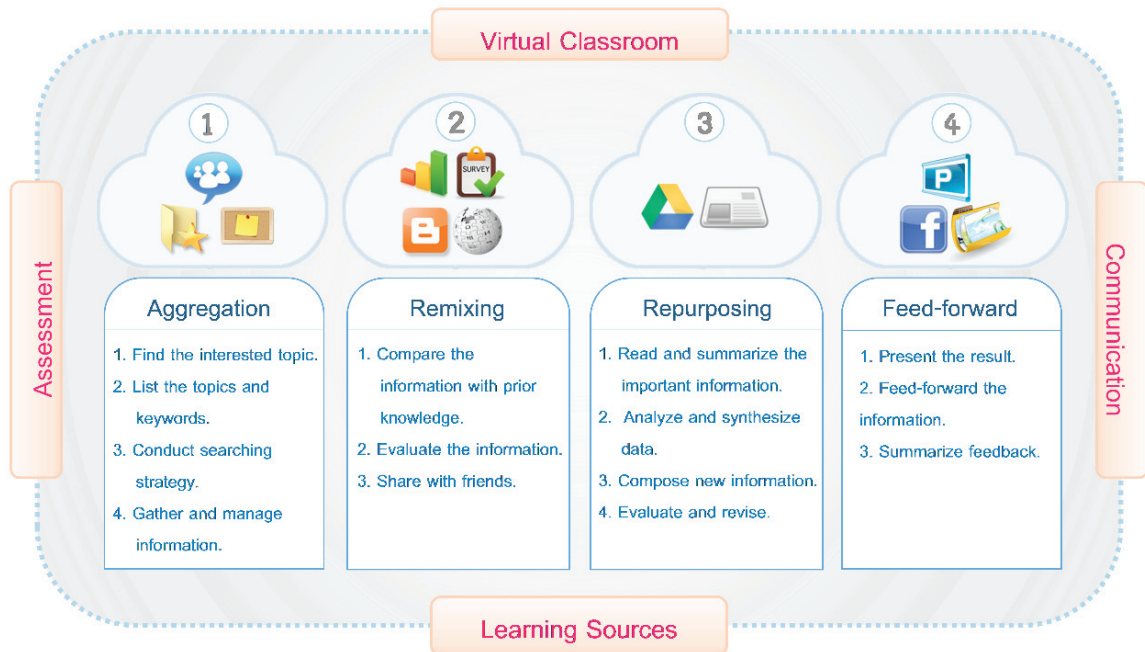 Virtual Classroom
1
2
SURVEY
3
4
P
f
Assessment
Communication
Aggregation
1. Find the interested topic.
2. List the topics and
keywords.
3. Conduct searching
strategy.
4. Gather and manage
information.
Remixing
1. Compare the
information with prior
knowledge.
2. Evaluate the information.
3. Share with friends.
Repurposing
1. Read and summarize the
important information.
2. Analyze and synthesize
data.
3. Compose new information.
4. Evaluate and revise.
Feed-forward
1. Present the result.
2. Feed-forward the
information.
3. Summarize feedback.
Learning Sources